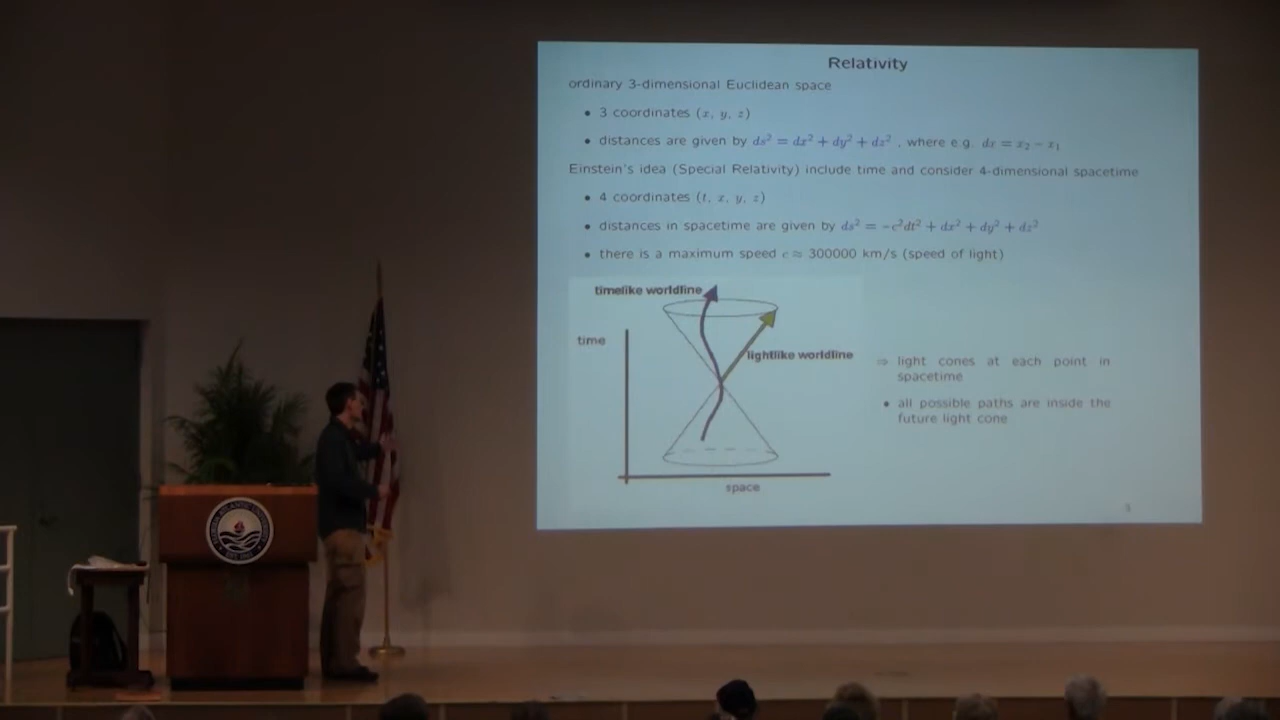 Relativity
ordinary 3-dimensional Euclidean space
• 3 coordinates (x, y, z)
• distances are given by ds² = dx² + dy² + dz² , where e.g. dx = x₂ − x₁
Einstein's idea (Special Relativity) include time and consider 4-dimensional spacetime
• 4 coordinates (t, x, y, z)
• distances in spacetime are given by ds² = −c²dt² + dx² + dy² + dz²
• there is a maximum speed c ≈ 300000 km/s (speed of light)
timelike worldline
time
lightlike worldline
space
⇒ light cones at each point in
spacetime
• all possible paths are inside the
future light cone
FLORIDA ATLANTIC UNIVERSITY